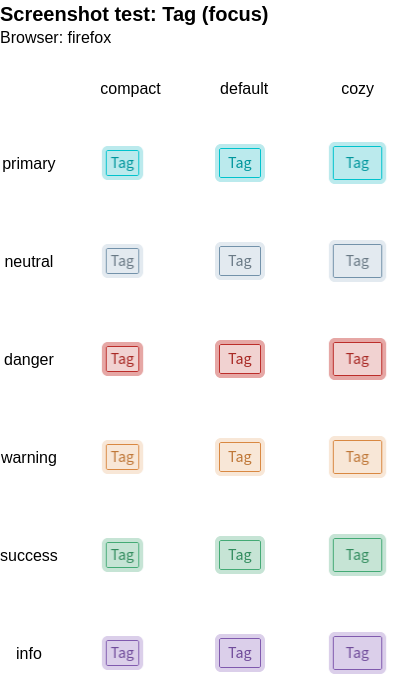 Screenshot test: Tag (focus)
Browser: firefox
compact default cozy
primary Tag Tag Tag
neutral Tag Tag Tag
danger Tag Tag Tag
warning Tag Tag Tag
success Tag Tag Tag
info Tag Tag Tag